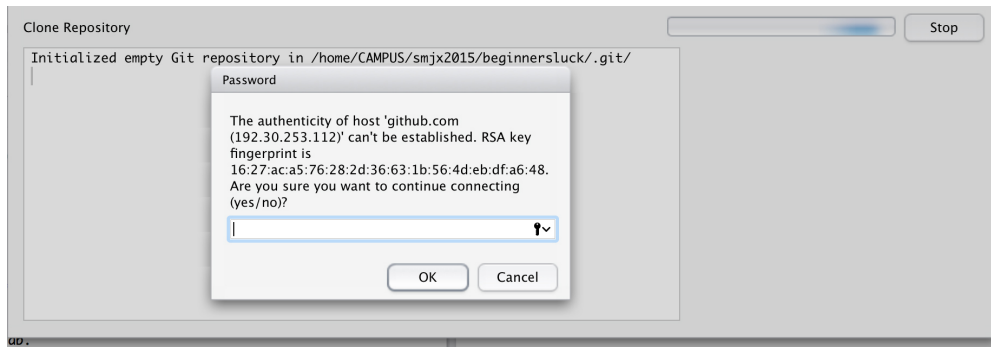 Clone Repository
Stop
Initialized empty Git repository in /home/CAMPUS/smjx2015/beginnersluck/.git/
Password
The authenticity of host 'github.com
(192.30.253.112)' can't be established. RSA key
fingerprint is
16:27:ac:a5:76:28:2d:36:63:1b:56:4d:eb:df:a6:48.
Are you sure you want to continue connecting
(yes/no)?
OK
Cancel